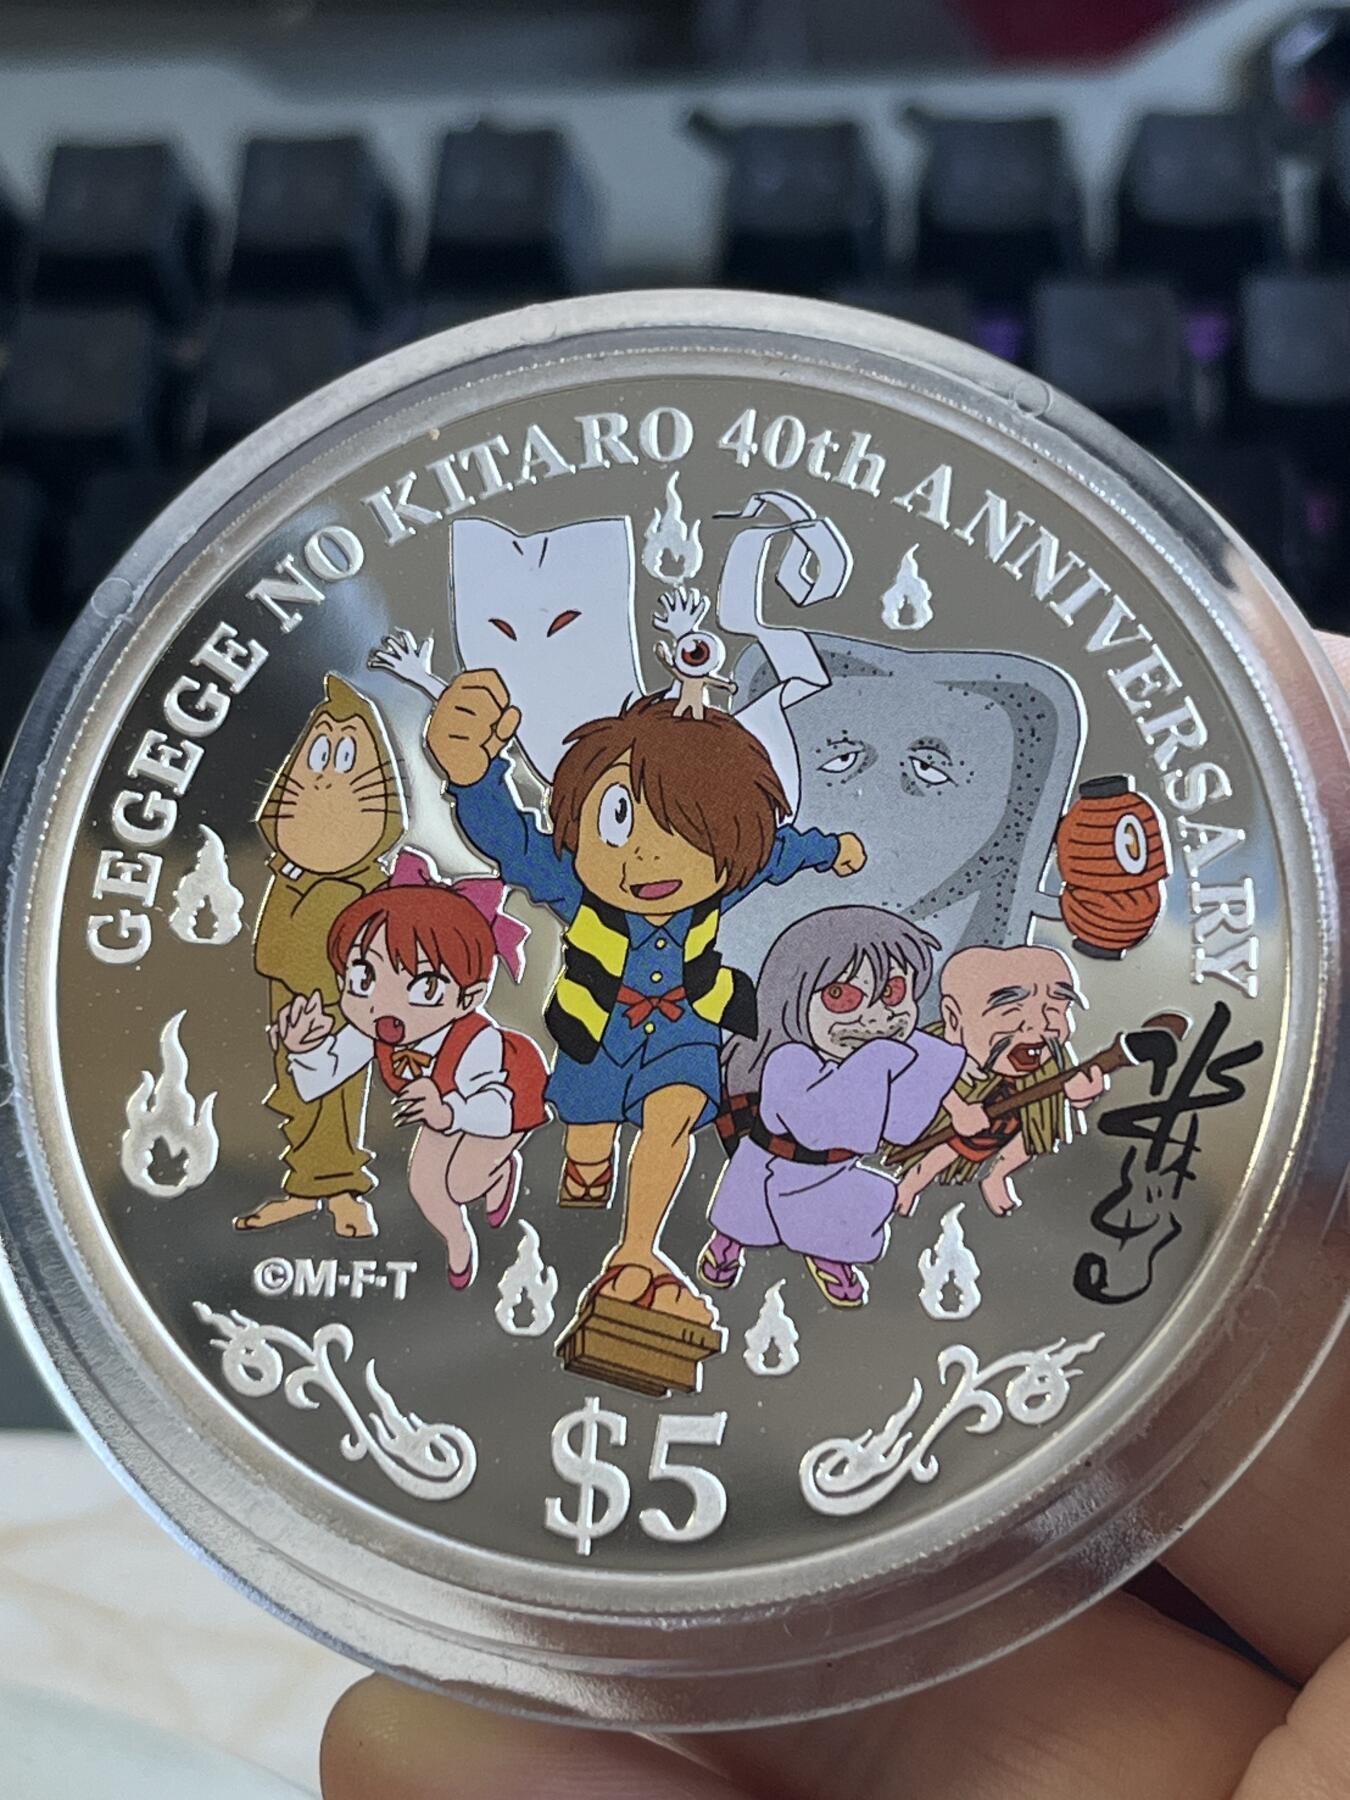 GEGEGE NO KITARO 40th ANNIVERSARY
©M-F-T
$5